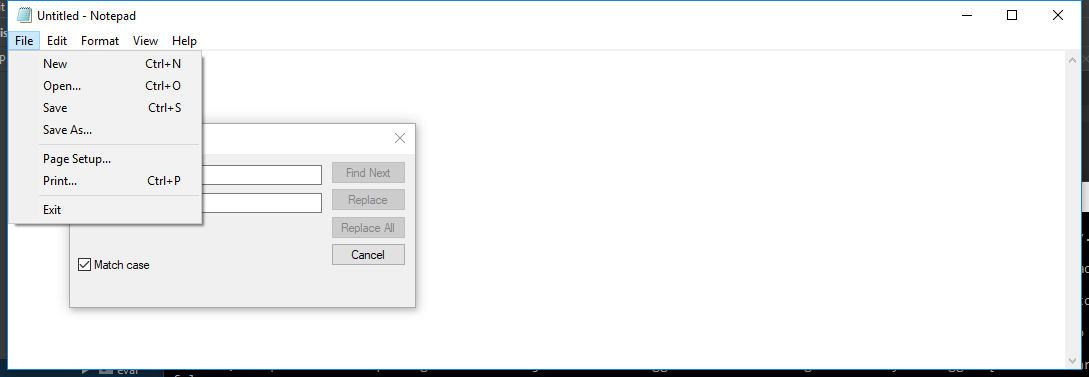 Untitled - Notepad
File Edit Format View Help
New Ctrl+N
Open... Ctrl+O
Save Ctrl+S
Save As...
Page Setup...
Print... Ctrl+P
Exit
Find Next
Replace
Replace All
Cancel
Match case
eval